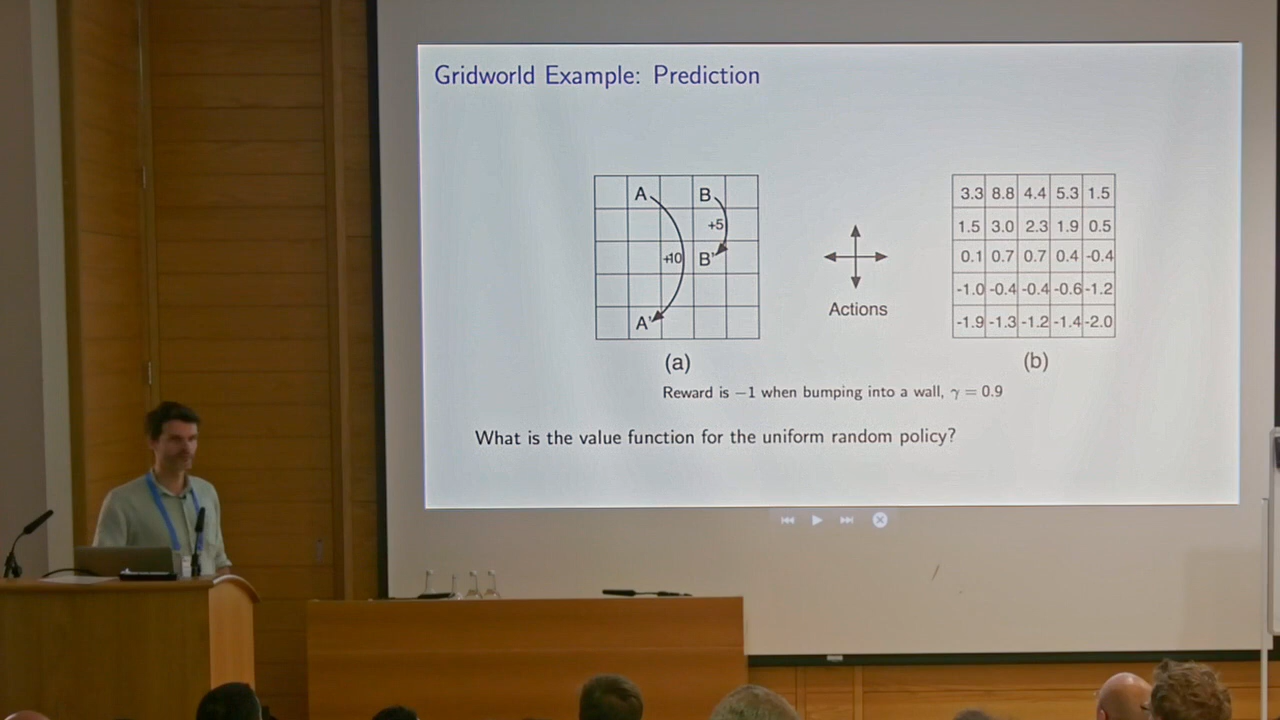 Gridworld Example: Prediction
A B
+5
+10 B'
A'
(a)
Actions
3.3 8.8 4.4 5.3 1.5
1.5 3.0 2.3 1.9 0.5
0.1 0.7 0.7 0.4 -0.4
-1.0 -0.4 -0.4 -0.6 -1.2
-1.9 -1.3 -1.2 -1.4 -2.0
(b)
Reward is −1 when bumping into a wall, γ = 0.9
What is the value function for the uniform random policy?